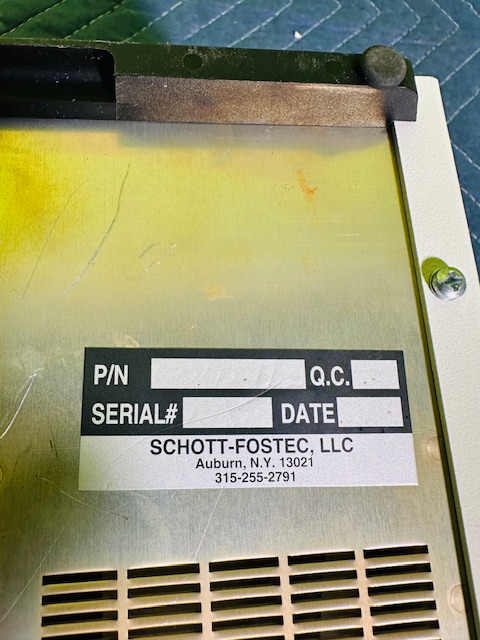 P/N Q.C.
SERIAL# DATE
SCHOTT-FOSTEC, LLC
Auburn, N.Y. 13021
315-255-2791